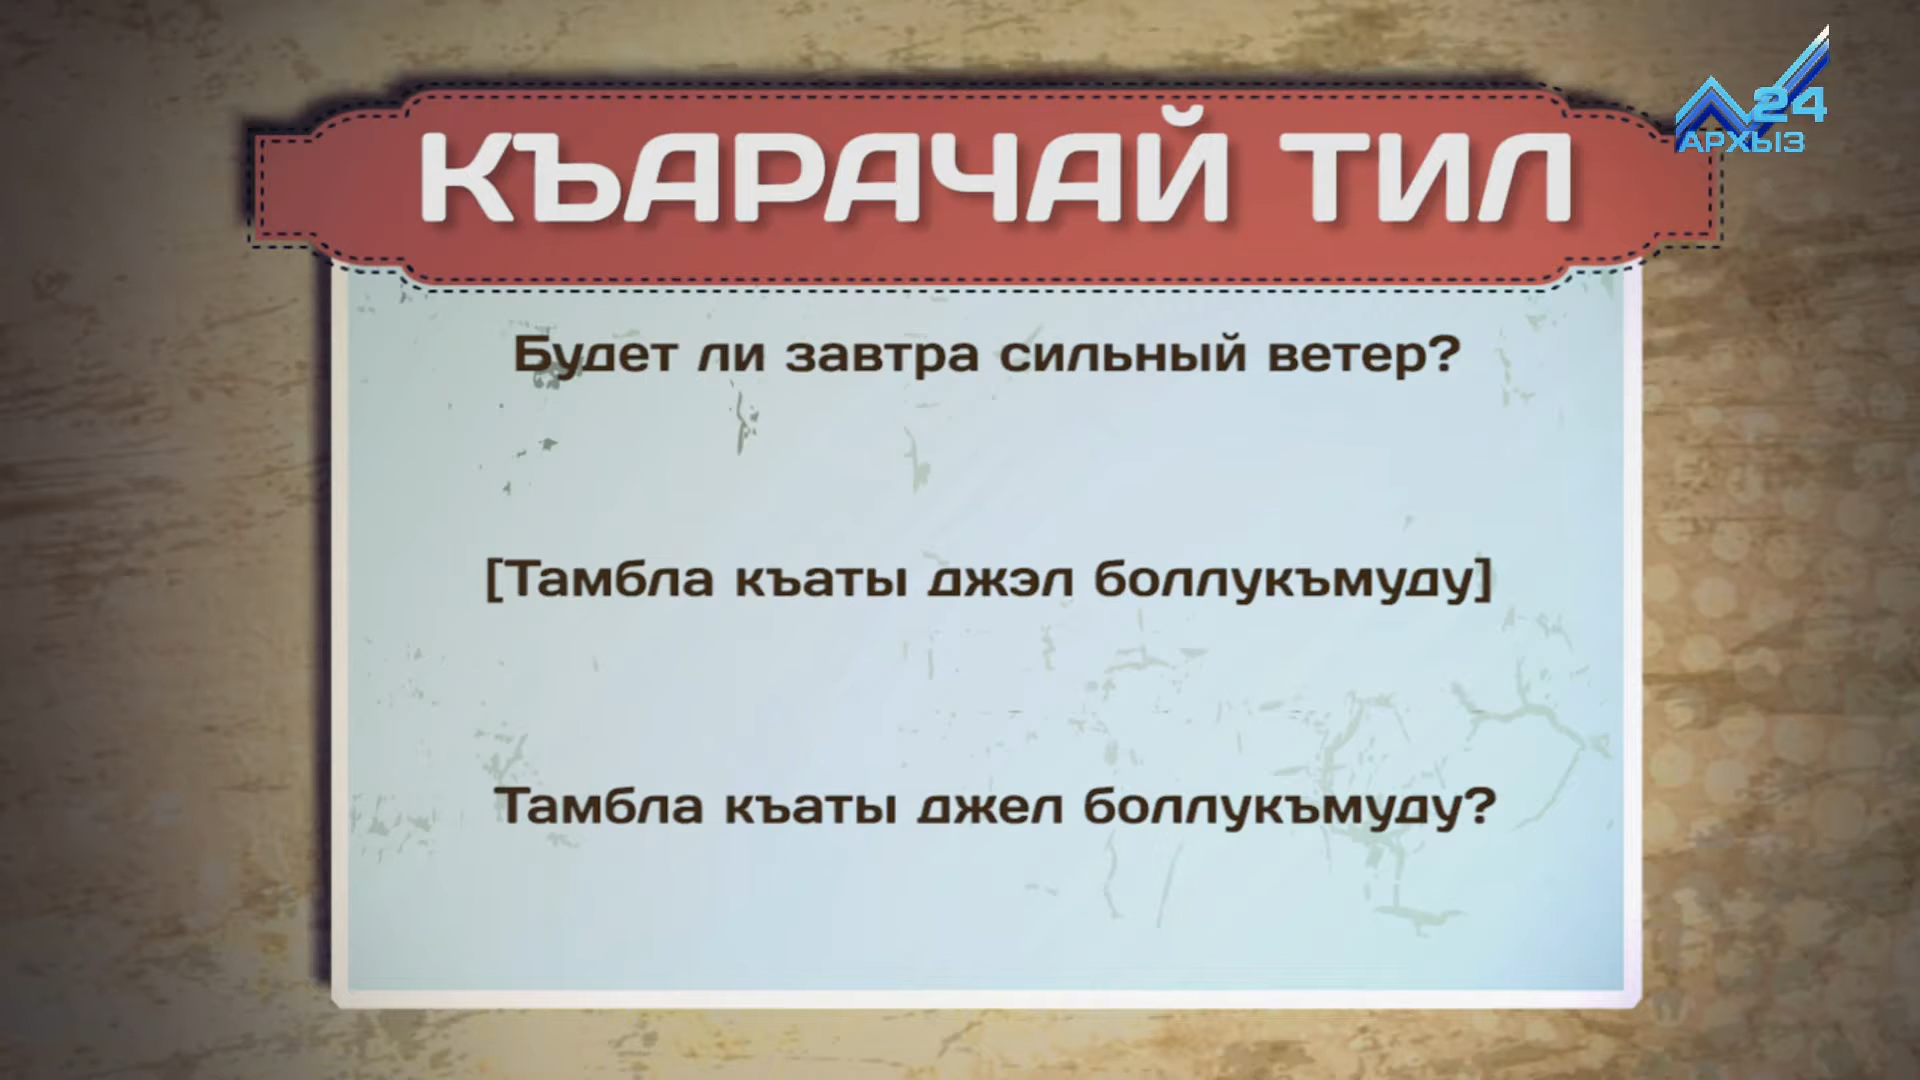 КЪАРАЧАЙ ТИЛ
24
АРХЫЗ
Будет ли завтра сильный ветер?
[Тамбла къаты джэл боллукъмуду]
Тамбла къаты джел боллукъмуду?